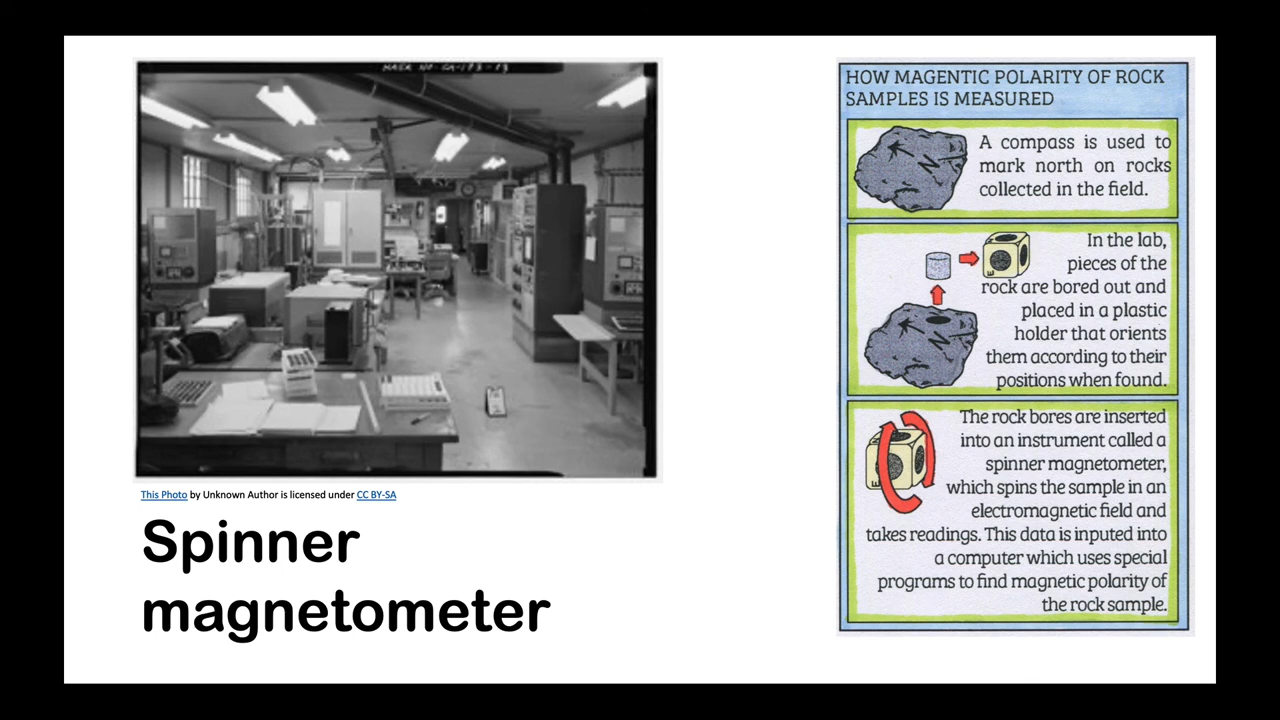 This Photo by Unknown Author is licensed under CC BY-SA
Spinner
magnetometer
HOW MAGENTIC POLARITY OF ROCK
SAMPLES IS MEASURED
N
A compass is used to
mark north on rocks
collected in the field.
E
N
In the lab,
pieces of the
rock are bored out and
placed in a plastic
holder that orients
them according to their
positions when found.
E
The rock bores are inserted
into an instrument called a
spinner magnetometer,
which spins the sample in an
electromagnetic field and
takes readings. This data is inputed into
a computer which uses special
programs to find magnetic polarity of
the rock sample.